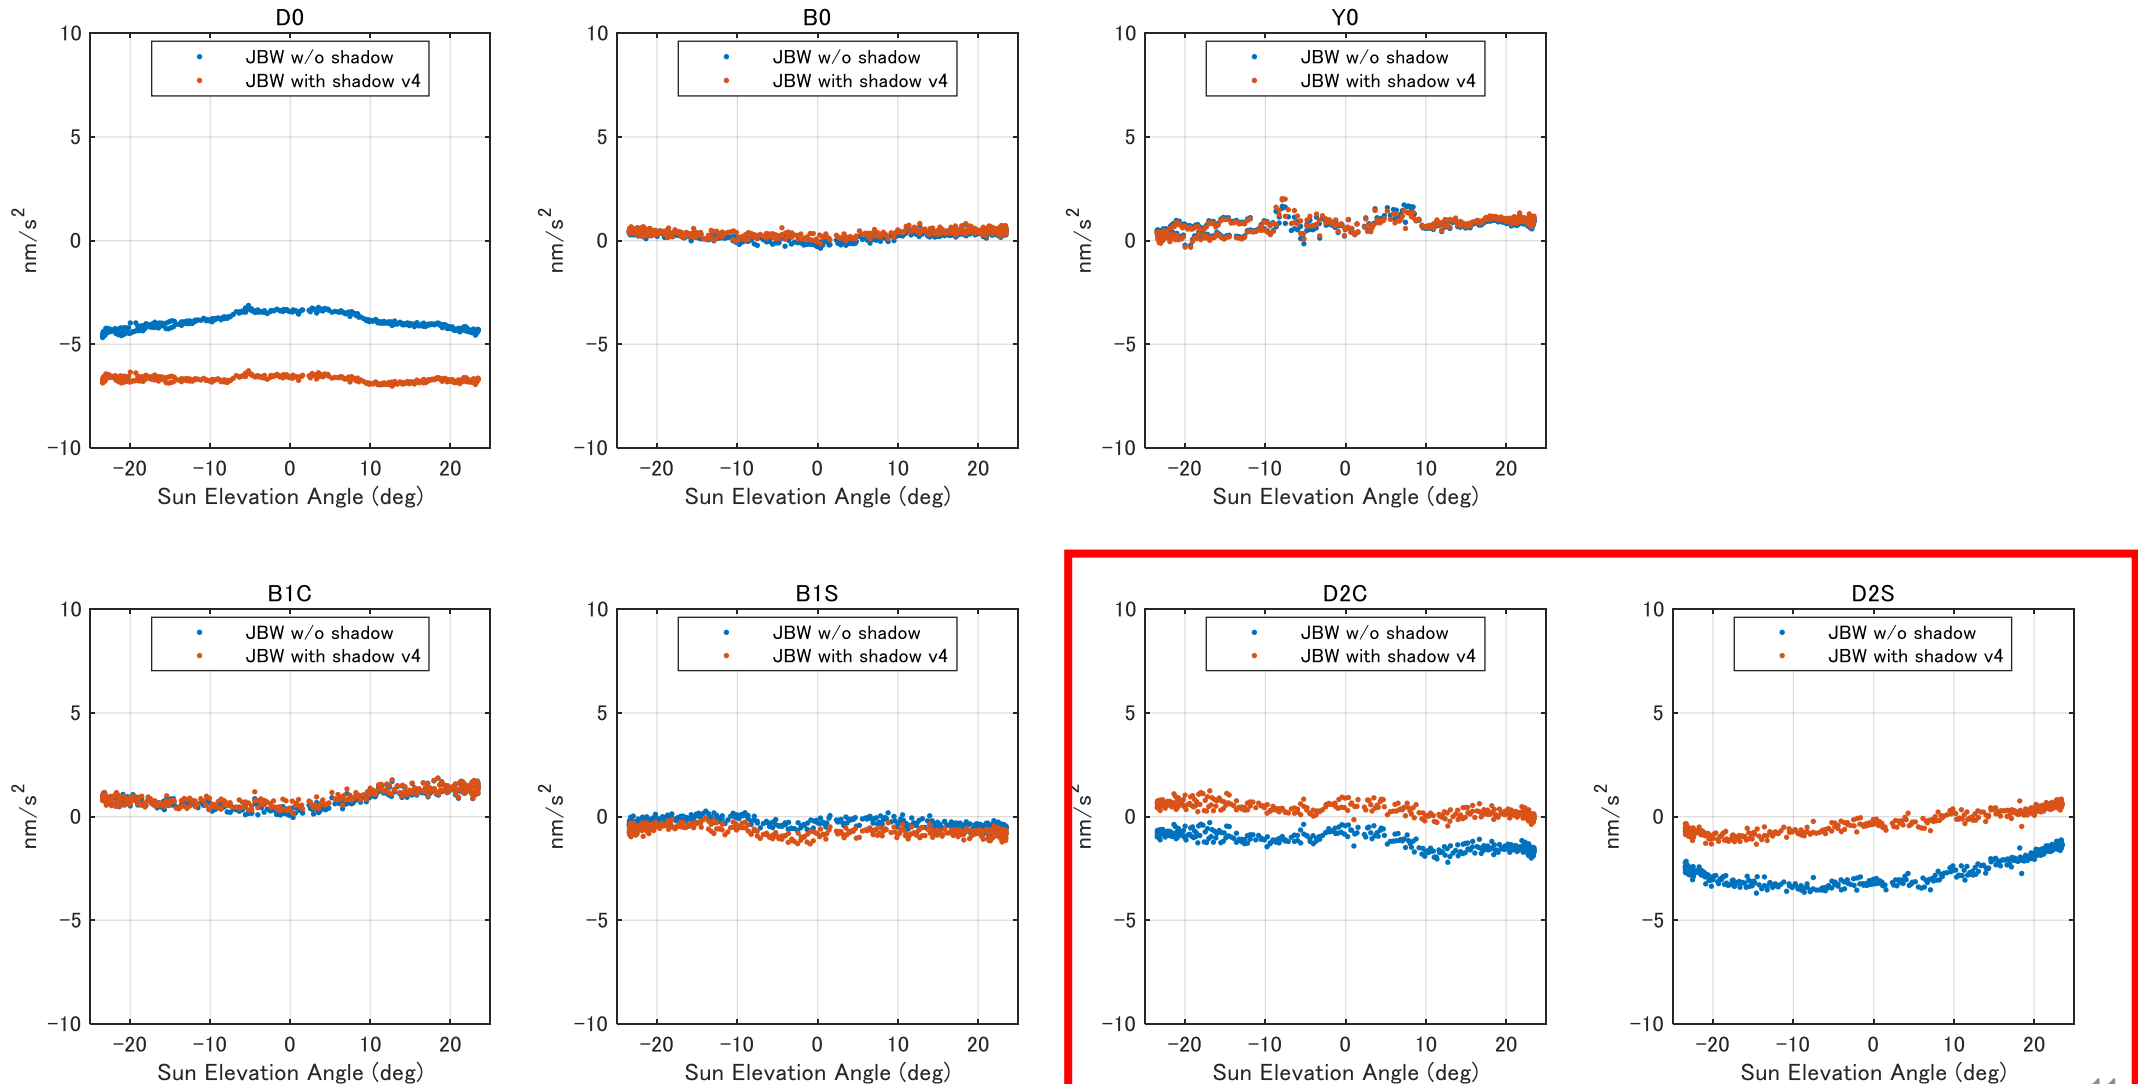 D0
JBW w/o shadow
JBW with shadow v4
10
5
0
−5
−10
nm/s²
−20 −10 0 10 20
Sun Elevation Angle (deg)
B0
JBW w/o shadow
JBW with shadow v4
10
5
0
−5
−10
nm/s²
−20 −10 0 10 20
Sun Elevation Angle (deg)
Y0
JBW w/o shadow
JBW with shadow v4
10
5
0
−5
−10
nm/s²
−20 −10 0 10 20
Sun Elevation Angle (deg)
B1C
JBW w/o shadow
JBW with shadow v4
10
5
0
−5
−10
nm/s²
−20 −10 0 10 20
Sun Elevation Angle (deg)
B1S
JBW w/o shadow
JBW with shadow v4
10
5
0
−5
−10
nm/s²
−20 −10 0 10 20
Sun Elevation Angle (deg)
D2C
JBW w/o shadow
JBW with shadow v4
10
5
0
−5
−10
nm/s²
−20 −10 0 10 20
Sun Elevation Angle (deg)
D2S
JBW w/o shadow
JBW with shadow v4
10
5
0
−5
−10
nm/s²
−20 −10 0 10 20
Sun Elevation Angle (deg)